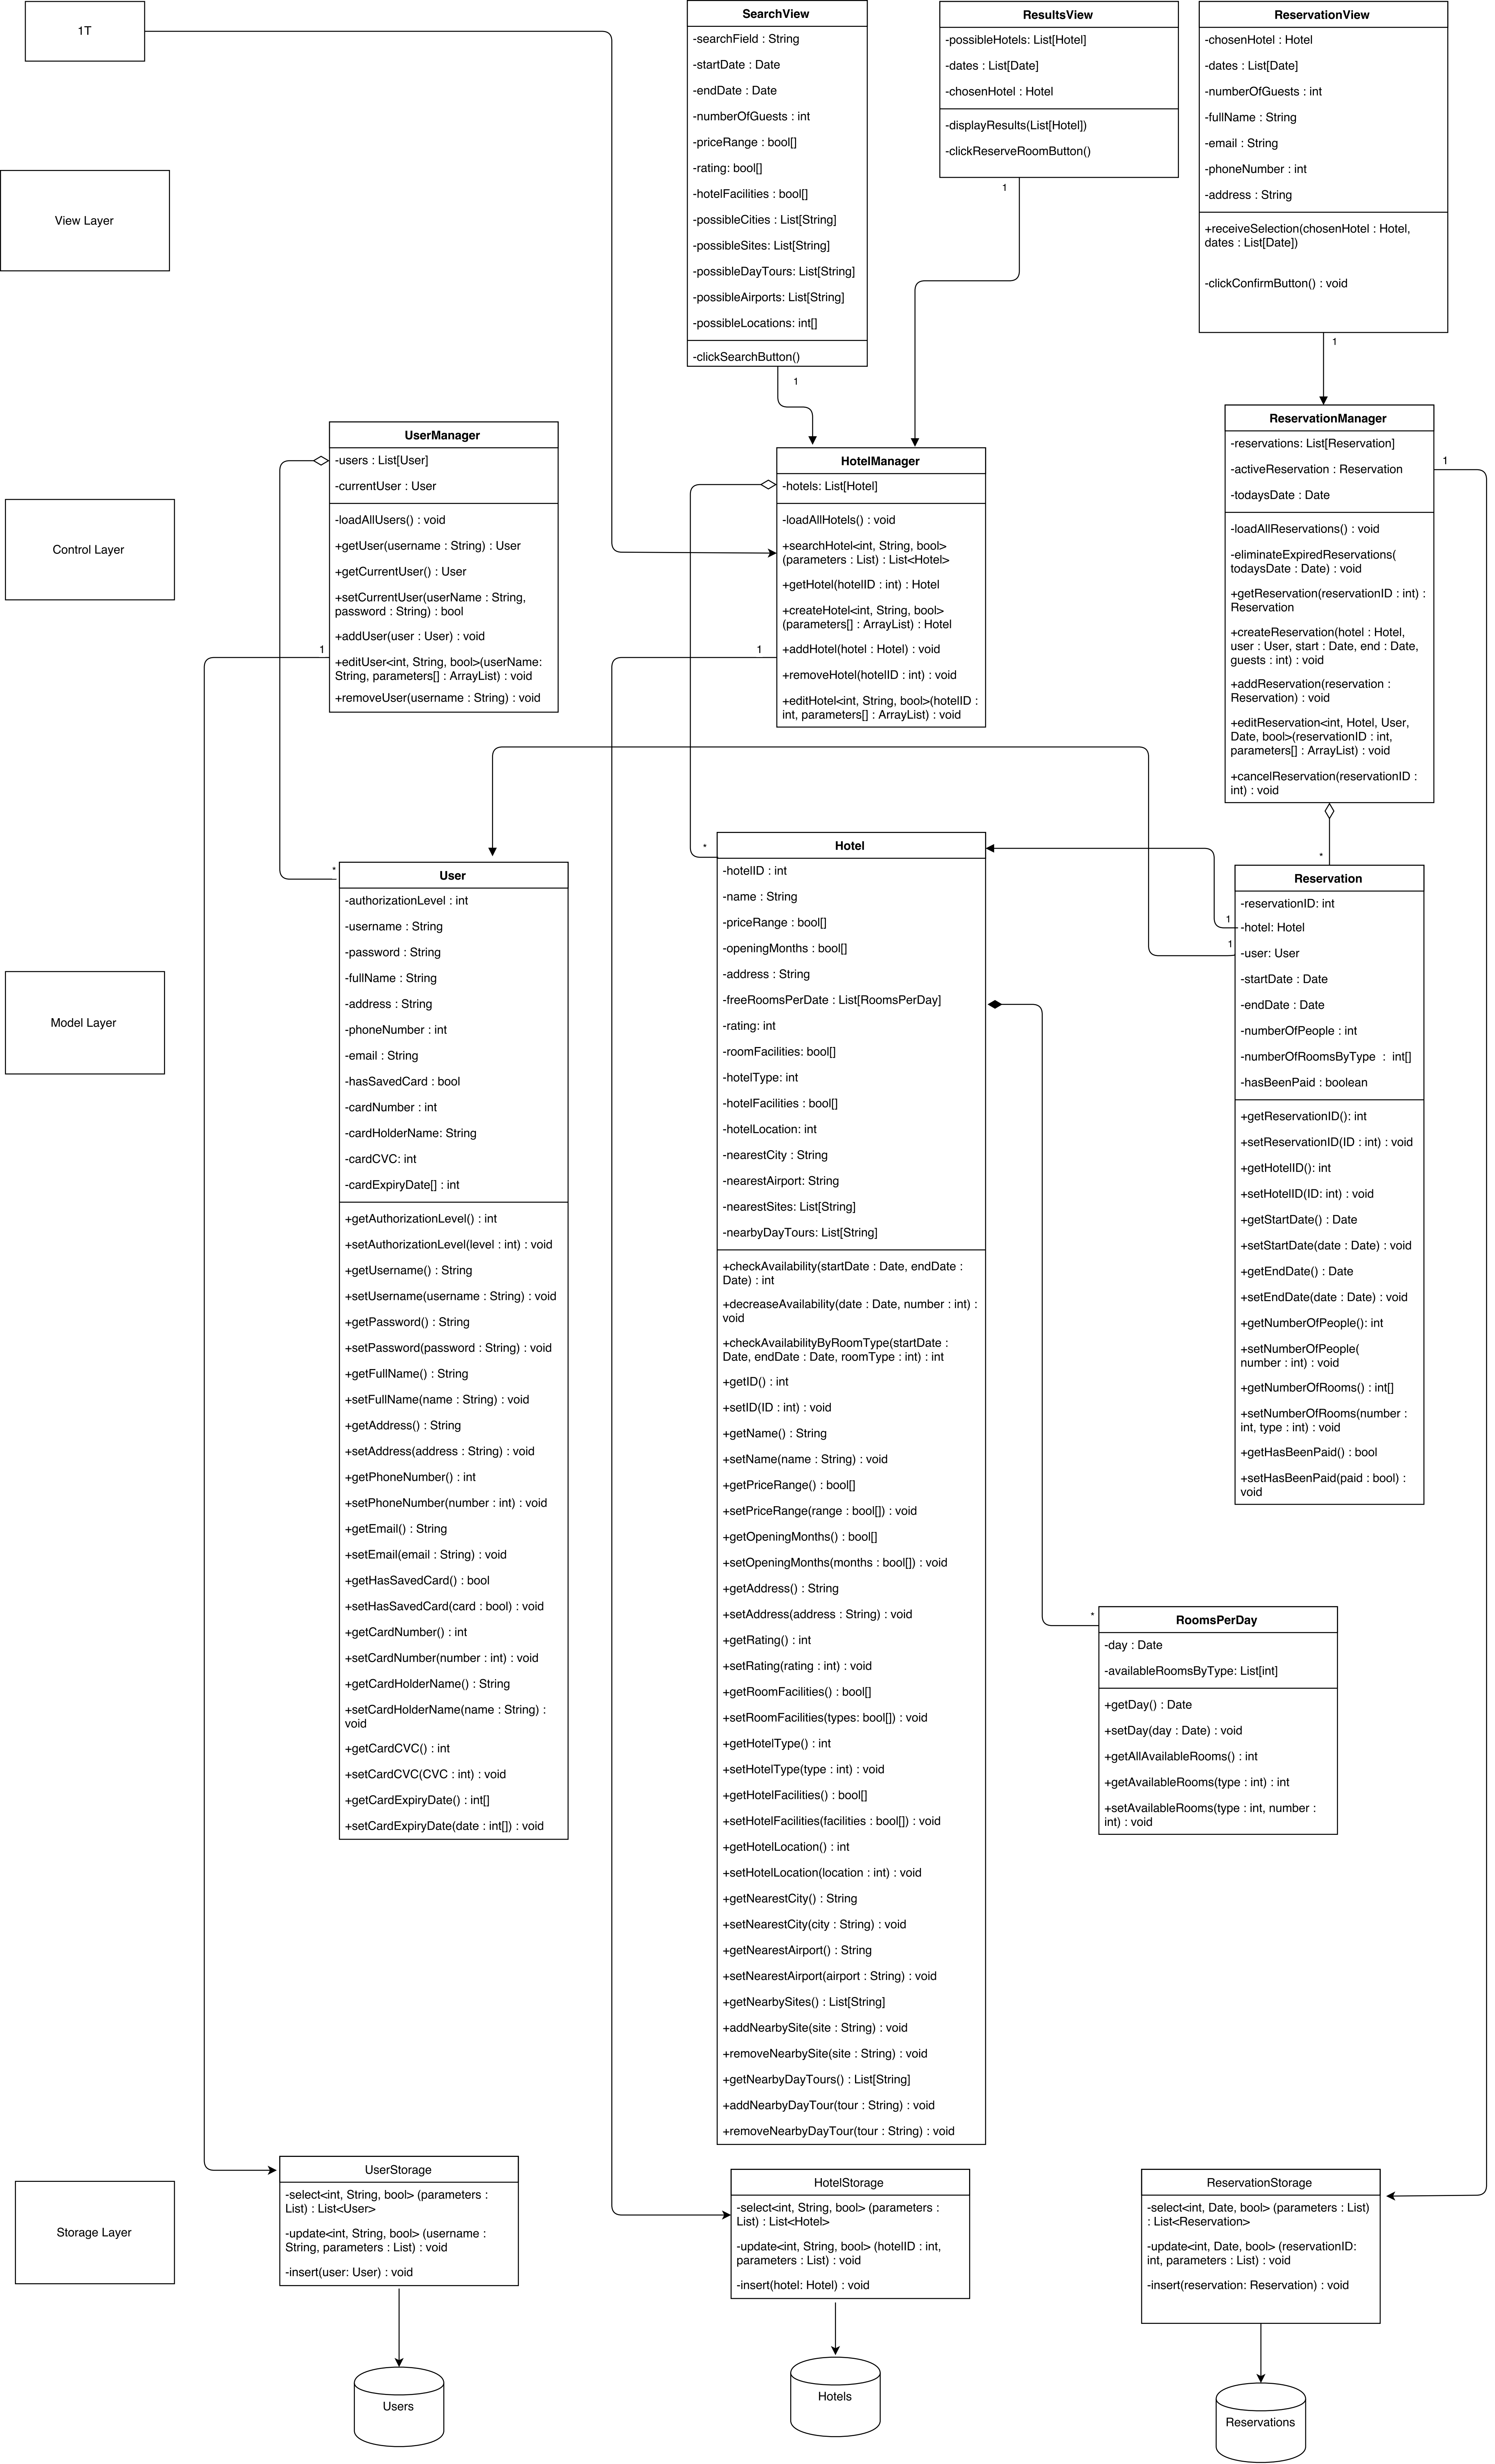 1T
SearchView
-searchField : String
-startDate : Date
-endDate : Date
-numberOfGuests : int
-priceRange : bool[]
-rating: bool[]
-hotelFacilities : bool[]
-possibleCities : List[String]
-possibleSites: List[String]
-possibleDayTours: List[String]
-possibleAirports: List[String]
-possibleLocations: int[]
-clickSearchButton()
1
ResultsView
-possibleHotels: List[Hotel]
-dates : List[Date]
-chosenHotel : Hotel
-displayResults(List[Hotel])
-clickReserveRoomButton()
1
ReservationView
-chosenHotel : Hotel
-dates : List[Date]
-numberOfGuests : int
-fullName : String
-email : String
-phoneNumber : int
-address : String
+receiveSelection(chosenHotel : Hotel,
dates : List[Date])
-clickConfirmButton() : void
1
View Layer
Control Layer
UserManager
-users : List[User]
-currentUser : User
-loadAllUsers() : void
+getUser(username : String) : User
+getCurrentUser() : User
+setCurrentUser(userName : String,
password : String) : bool
+addUser(user : User) : void
+editUser<int, String, bool>(userName:
String, parameters[] : ArrayList) : void
+removeUser(username : String) : void
1
HotelManager
-hotels: List[Hotel]
-loadAllHotels() : void
+searchHotel<int, String, bool>
(parameters : List) : List<Hotel>
+getHotel(hotelID : int) : Hotel
+createHotel<int, String, bool>
(parameters[] : ArrayList) : Hotel
+addHotel(hotel : Hotel) : void
+removeHotel(hotelID : int) : void
+editHotel<int, String, bool>(hotelID :
int, parameters[] : ArrayList) : void
1
ReservationManager
-reservations: List[Reservation]
-activeReservation : Reservation
-todaysDate : Date
-loadAllReservations() : void
-eliminateExpiredReservations(
todaysDate : Date) : void
+getReservation(reservationID : int) :
Reservation
+createReservation(hotel : Hotel,
user : User, start : Date, end : Date,
guests : int) : void
+addReservation(reservation :
Reservation) : void
+editReservation<int, Hotel, User,
Date, bool>(reservationID : int,
parameters[] : ArrayList) : void
+cancelReservation(reservationID :
int) : void
1
*
*
*
Model Layer
User
-authorizationLevel : int
-username : String
-password : String
-fullName : String
-address : String
-phoneNumber : int
-email : String
-hasSavedCard : bool
-cardNumber : int
-cardHolderName: String
-cardCVC: int
-cardExpiryDate[] : int
+getAuthorizationLevel() : int
+setAuthorizationLevel(level : int) : void
+getUsername() : String
+setUsername(username : String) : void
+getPassword() : String
+setPassword(password : String) : void
+getFullName() : String
+setFullName(name : String) : void
+getAddress() : String
+setAddress(address : String) : void
+getPhoneNumber() : int
+setPhoneNumber(number : int) : void
+getEmail() : String
+setEmail(email : String) : void
+getHasSavedCard() : bool
+setHasSavedCard(card : bool) : void
+getCardNumber() : int
+setCardNumber(number : int) : void
+getCardHolderName() : String
+setCardHolderName(name : String) :
void
+getCardCVC() : int
+setCardCVC(CVC : int) : void
+getCardExpiryDate() : int[]
+setCardExpiryDate(date : int[]) : void
Hotel
-hotelID : int
-name : String
-priceRange : bool[]
-openingMonths : bool[]
-address : String
-freeRoomsPerDate : List[RoomsPerDay]
-rating: int
-roomFacilities: bool[]
-hotelType: int
-hotelFacilities : bool[]
-hotelLocation: int
-nearestCity : String
-nearestAirport: String
-nearestSites: List[String]
-nearbyDayTours: List[String]
+checkAvailability(startDate : Date, endDate :
Date) : int
+decreaseAvailability(date : Date, number : int) :
void
+checkAvailabilityByRoomType(startDate :
Date, endDate : Date, roomType : int) : int
+getID() : int
+setID(ID : int) : void
+getName() : String
+setName(name : String) : void
+getPriceRange() : bool[]
+setPriceRange(range : bool[]) : void
+getOpeningMonths() : bool[]
+setOpeningMonths(months : bool[]) : void
+getAddress() : String
+setAddress(address : String) : void
+getRating() : int
+setRating(rating : int) : void
+getRoomFacilities() : bool[]
+setRoomFacilities(types: bool[]) : void
+getHotelType() : int
+setHotelType(type : int) : void
+getHotelFacilities() : bool[]
+setHotelFacilities(facilities : bool[]) : void
+getHotelLocation() : int
+setHotelLocation(location : int) : void
+getNearestCity() : String
+setNearestCity(city : String) : void
+getNearestAirport() : String
+setNearestAirport(airport : String) : void
+getNearbySites() : List[String]
+addNearbySite(site : String) : void
+removeNearbySite(site : String) : void
+getNearbyDayTours() : List[String]
+addNearbyDayTour(tour : String) : void
+removeNearbyDayTour(tour : String) : void
1
1
Reservation
-reservationID: int
-hotel: Hotel
-user: User
-startDate : Date
-endDate : Date
-numberOfPeople : int
-numberOfRoomsByType : int[]
-hasBeenPaid : boolean
+getReservationID(): int
+setReservationID(ID : int) : void
+getHotelID(): int
+setHotelID(ID: int) : void
+getStartDate() : Date
+setStartDate(date : Date) : void
+getEndDate() : Date
+setEndDate(date : Date) : void
+getNumberOfPeople(): int
+setNumberOfPeople(
number : int) : void
+getNumberOfRooms() : int[]
+setNumberOfRooms(number :
int, type : int) : void
+getHasBeenPaid() : bool
+setHasBeenPaid(paid : bool) :
void
*
RoomsPerDay
-day : Date
-availableRoomsByType: List[int]
+getDay() : Date
+setDay(day : Date) : void
+getAllAvailableRooms() : int
+getAvailableRooms(type : int) : int
+setAvailableRooms(type : int, number :
int) : void
Storage Layer
UserStorage
-select<int, String, bool> (parameters :
List) : List<User>
-update<int, String, bool> (username :
String, parameters : List) : void
-insert(user: User) : void
HotelStorage
-select<int, String, bool> (parameters :
List) : List<Hotel>
-update<int, String, bool> (hotelID : int,
parameters : List) : void
-insert(hotel: Hotel) : void
ReservationStorage
-select<int, Date, bool> (parameters : List)
: List<Reservation>
-update<int, Date, bool> (reservationID:
int, parameters : List) : void
-insert(reservation: Reservation) : void
Users
Hotels
Reservations